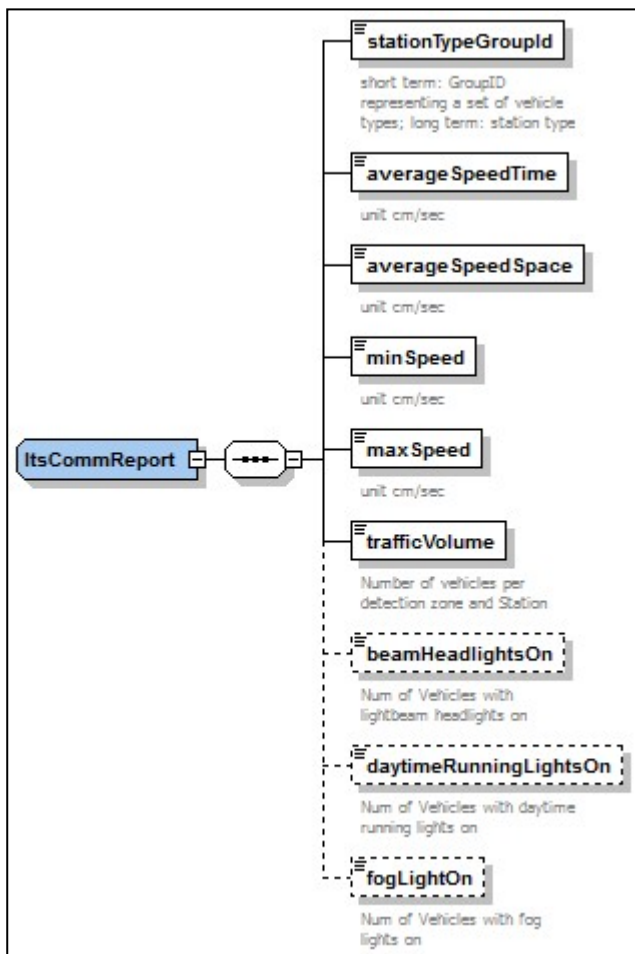 stationTypeGroupId
short term: GroupID
representing a set of vehicle
types; long term: station type
averageSpeedTime
unit cm/sec
averageSpeedSpace
unit cm/sec
minSpeed
unit cm/sec
ItsCommReport
maxSpeed
unit cm/sec
trafficVolume
Number of vehicles per
detection zone and Station
beamHeadlightsOn
Num of Vehicles with
lightbeam headlights on
daytimeRunningLightsOn
Num of Vehicles with daytime
running lights on
fogLightOn
Num of Vehicles with fog
lights on